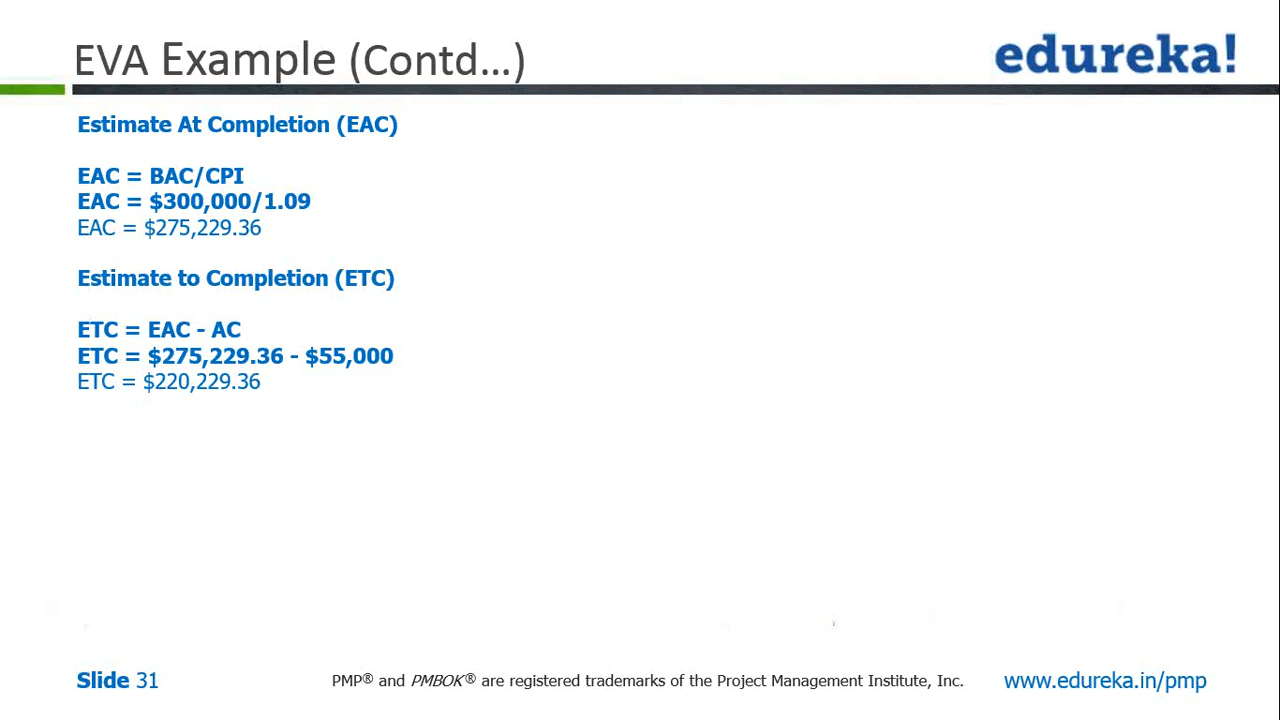 EVA Example (Contd...)
edureka!
Estimate At Completion (EAC)
EAC = BAC/CPI
EAC = $300,000/1.09
EAC = $275,229.36
Estimate to Completion (ETC)
ETC = EAC - AC
ETC = $275,229.36 - $55,000
ETC = $220,229.36
Slide 31
PMP® and PMBOK® are registered trademarks of the Project Management Institute, Inc.
www.edureka.in/pmp